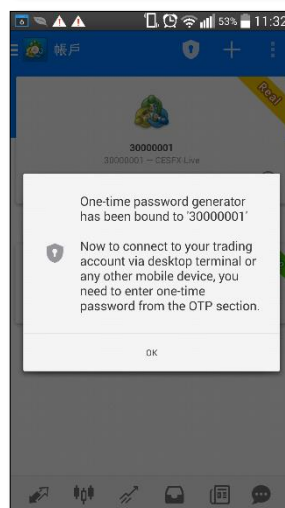 53% 11:32
帳戶
Real
30000001
30000001 — CESFX Live
One-time password generator
has been bound to '30000001'
Now to connect to your trading
account via desktop terminal or
any other mobile device, you
need to enter one-time
password from the OTP section.
OK